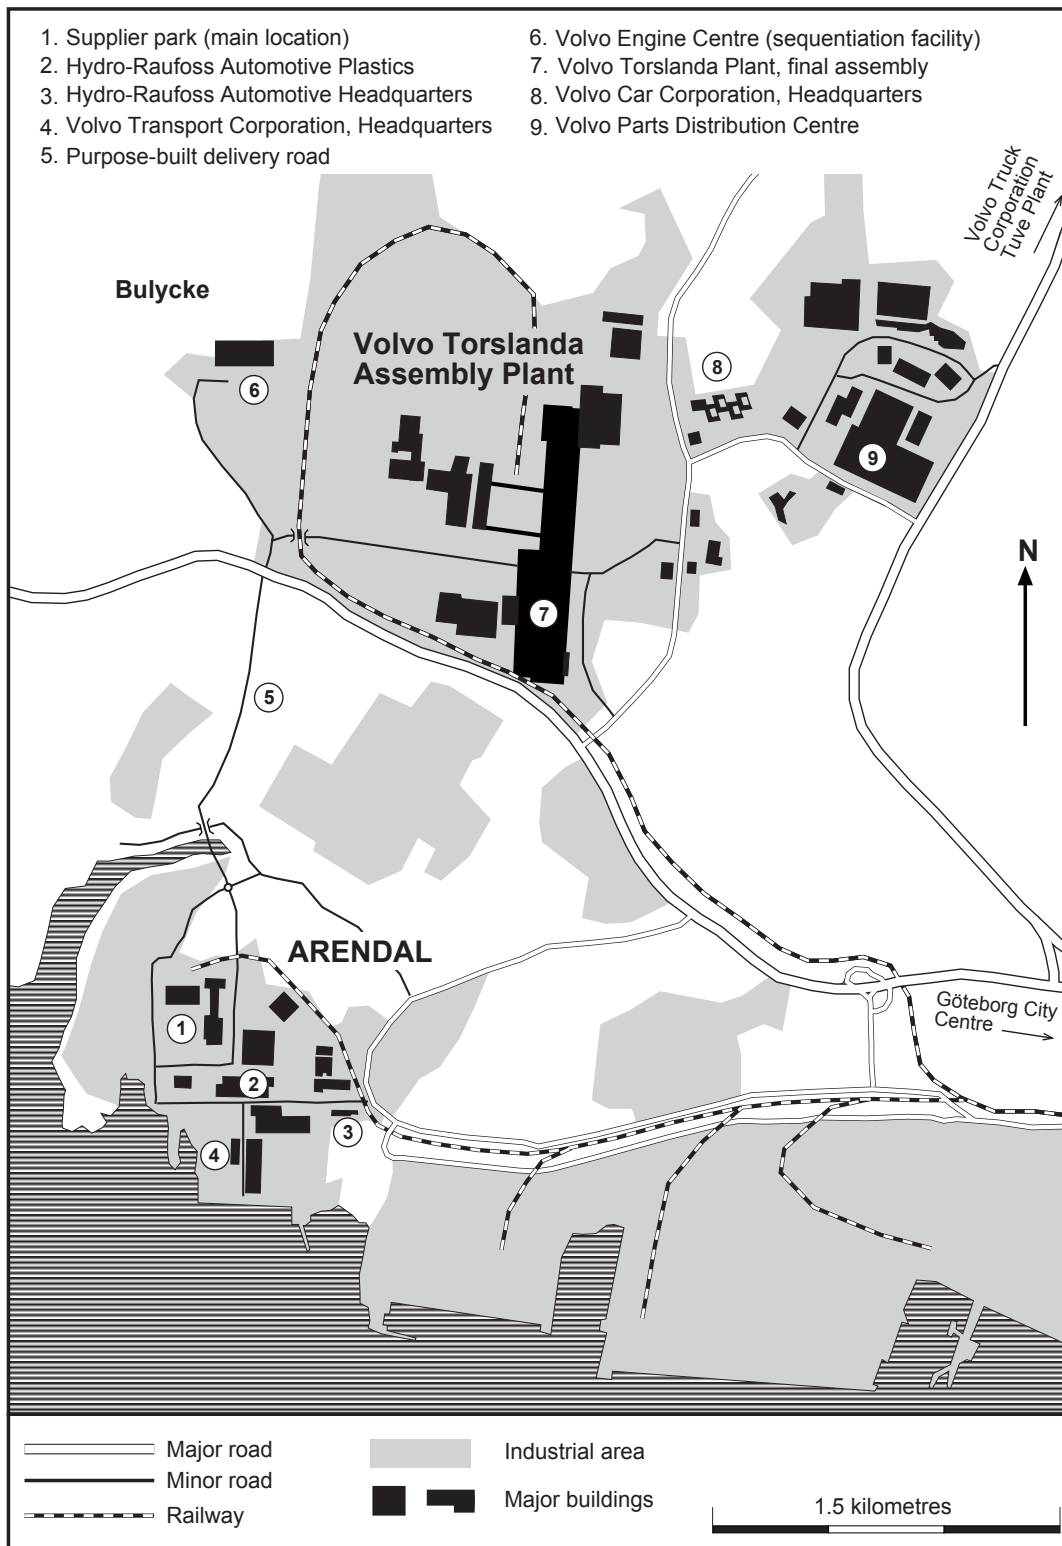 1. Supplier park (main location)
2. Hydro-Raufoss Automotive Plastics
3. Hydro-Raufoss Automotive Headquarters
4. Volvo Transport Corporation, Headquarters
5. Purpose-built delivery road
6. Volvo Engine Centre (sequentiation facility)
7. Volvo Torslanda Plant, final assembly
8. Volvo Car Corporation, Headquarters
9. Volvo Parts Distribution Centre
Volvo Truck
Corporation
Tuve Plant
Bulycke
Volvo Torslanda
Assembly Plant
8
6
9
N
7
5
ARENDAL
Göteborg City
Centre
1
2
3
4
Major road
Minor road
Railway
Industrial area
Major buildings
1.5 kilometres